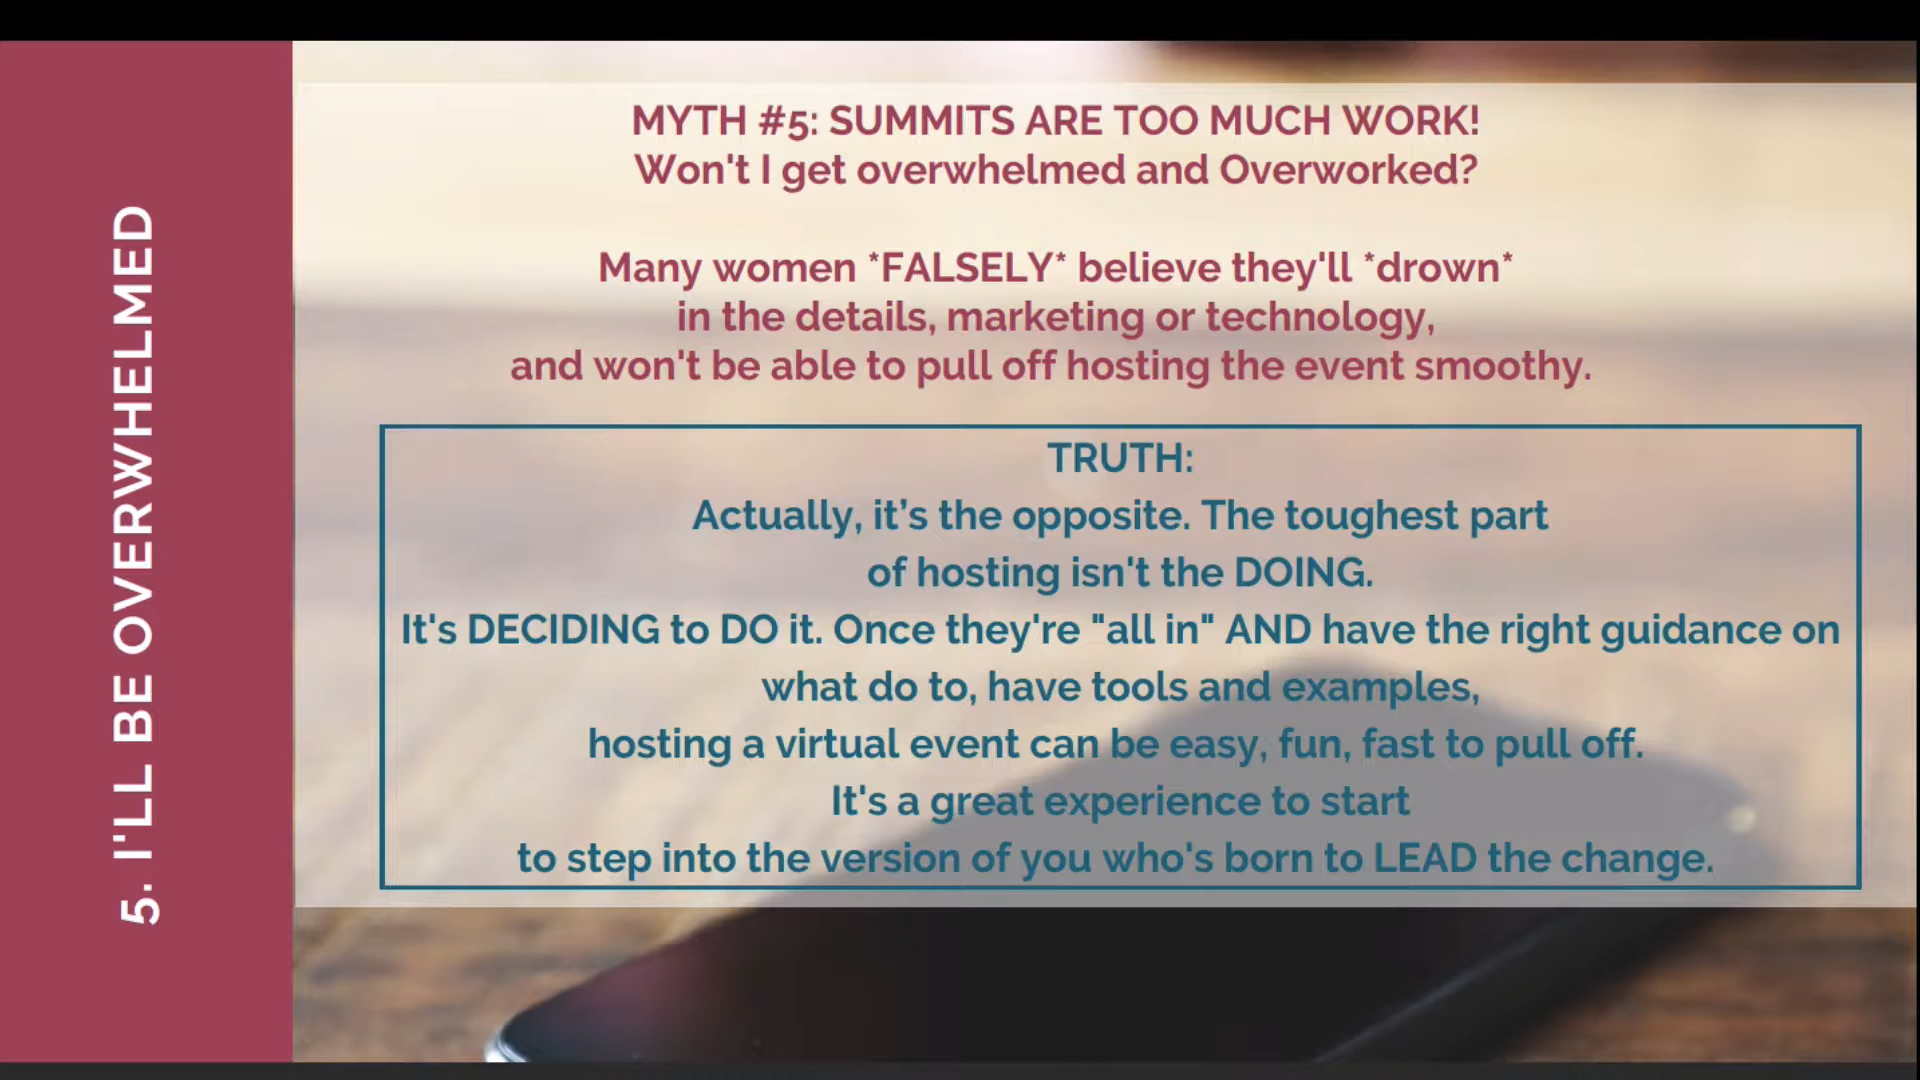 5. I'LL BE OVERWHELMED
MYTH #5: SUMMITS ARE TOO MUCH WORK!
Won't I get overwhelmed and Overworked?
Many women *FALSELY* believe they'll *drown*
in the details, marketing or technology,
and won't be able to pull off hosting the event smoothy.
TRUTH:
Actually, it’s the opposite. The toughest part
of hosting isn't the DOING.
It's DECIDING to DO it. Once they're "all in" AND have the right guidance on
what do to, have tools and examples,
hosting a virtual event can be easy, fun, fast to pull off.
It's a great experience to start
to step into the version of you who's born to LEAD the change.